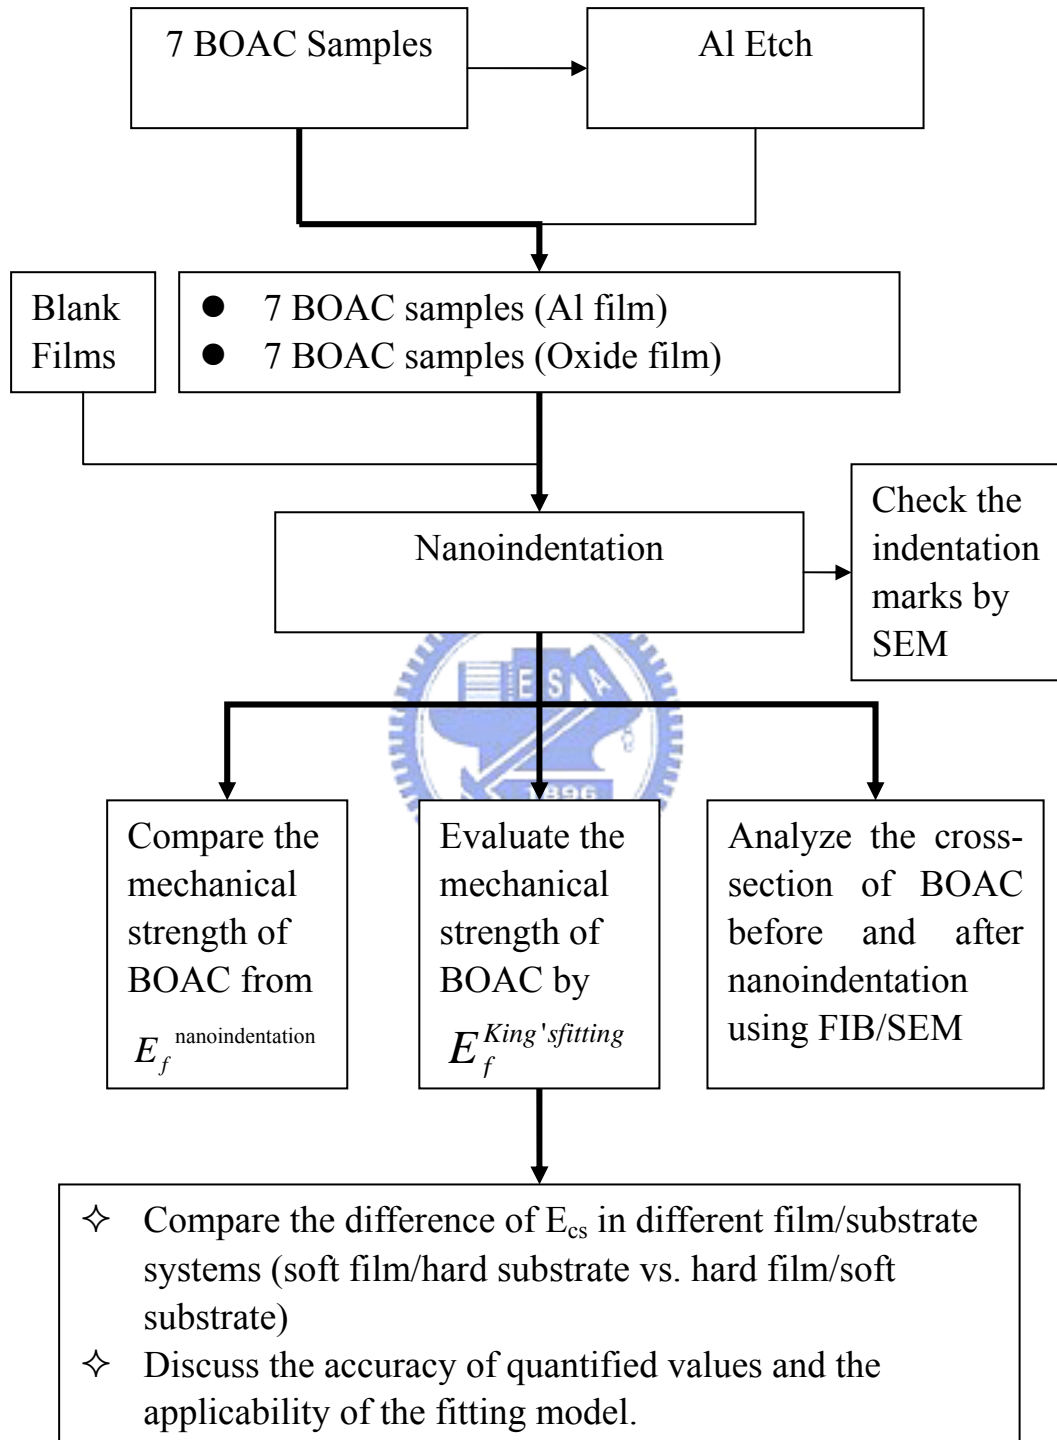 7 BOAC Samples
Al Etch
Blank
Films
● 7 BOAC samples (Al film)
● 7 BOAC samples (Oxide film)
Nanoindentation
Check the
indentation
marks by
SEM
E S A
1896
Compare the
mechanical
strength of
BOAC from
E_f^nanoindentation
Evaluate the
mechanical
strength of
BOAC by
E_f^King'sfitting
Analyze the cross-
section of BOAC
before and after
nanoindentation
using FIB/SEM
✧ Compare the difference of E_cs in different film/substrate
systems (soft film/hard substrate vs. hard film/soft
substrate)
✧ Discuss the accuracy of quantified values and the
applicability of the fitting model.